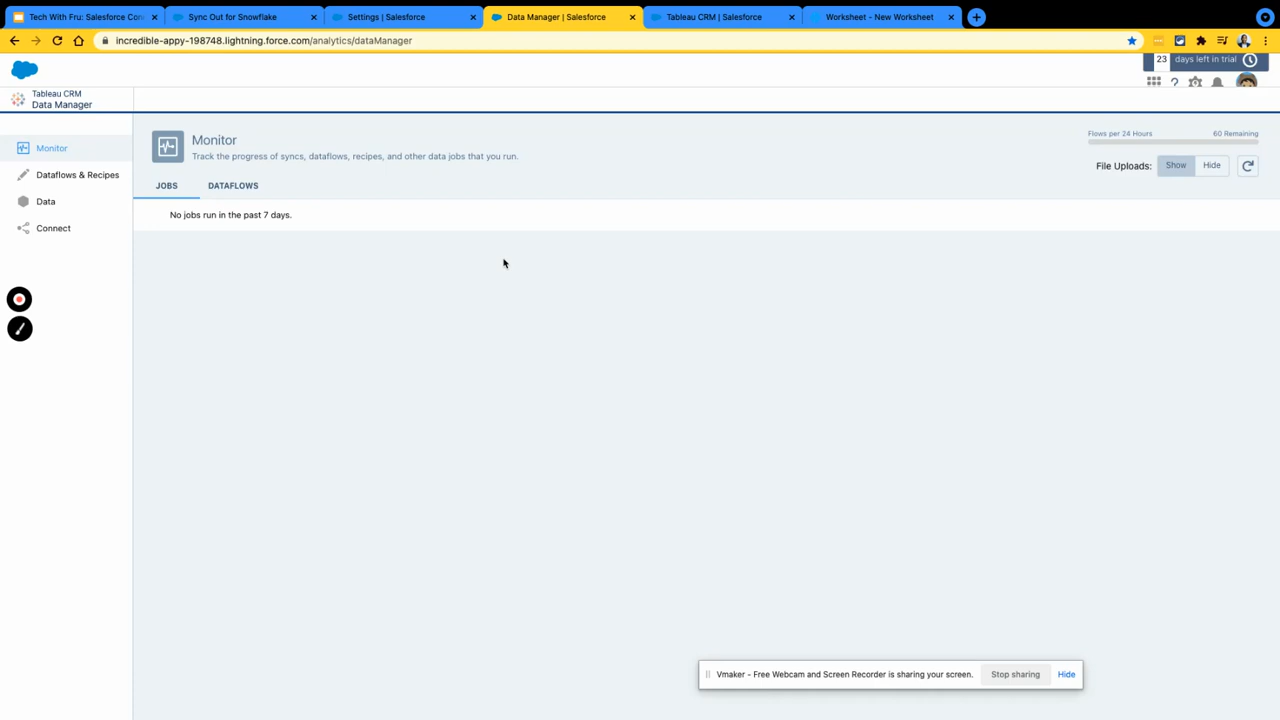 Tech With Fru: Salesforce Con
Sync Out for Snowflake
Settings | Salesforce
Data Manager | Salesforce
Tableau CRM | Salesforce
Worksheet - New Worksheet
incredible-appy-198748.lightning.force.com/analytics/dataManager
23 days left in trial
Tableau CRM
Data Manager
Monitor
Dataflows & Recipes
Data
Connect
Monitor
Track the progress of syncs, dataflows, recipes, and other data jobs that you run.
Flows per 24 Hours 60 Remaining
File Uploads: Show Hide
JOBS DATAFLOWS
No jobs run in the past 7 days.
Vmaker - Free Webcam and Screen Recorder is sharing your screen. Stop sharing Hide